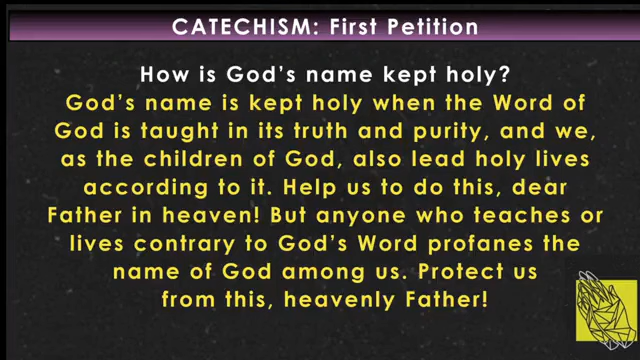 CATECHISM: First Petition
How is God's name kept holy?
God's name is kept holy when the Word of
God is taught in its truth and purity, and we,
as the children of God, also lead holy lives
according to it. Help us to do this, dear
Father in heaven! But anyone who teaches or
lives contrary to God's Word profanes the
name of God among us. Protect us
from this, heavenly Father!